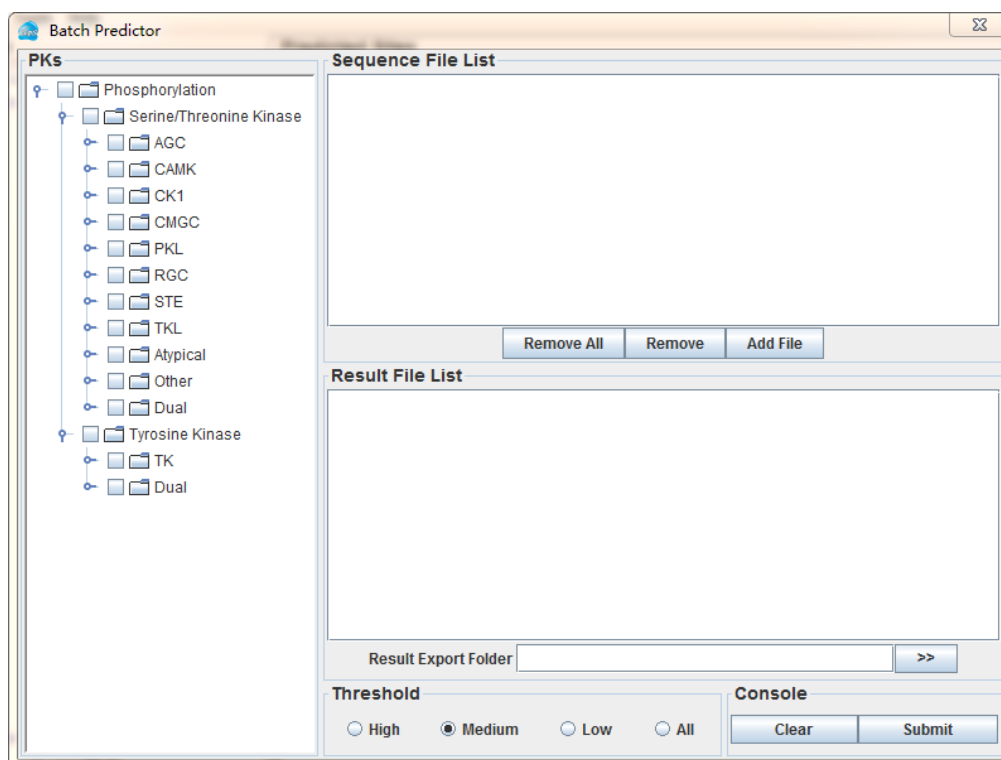 Batch Predictor
PKs
Phosphorylation
Serine/Threonine Kinase
AGC
CAMK
CK1
CMGC
PKL
RGC
STE
TKL
Atypical
Other
Dual
Tyrosine Kinase
TK
Dual
Sequence File List
Remove All Remove Add File
Result File List
Result Export Folder >>
Threshold
High Medium Low All
Console
Clear Submit